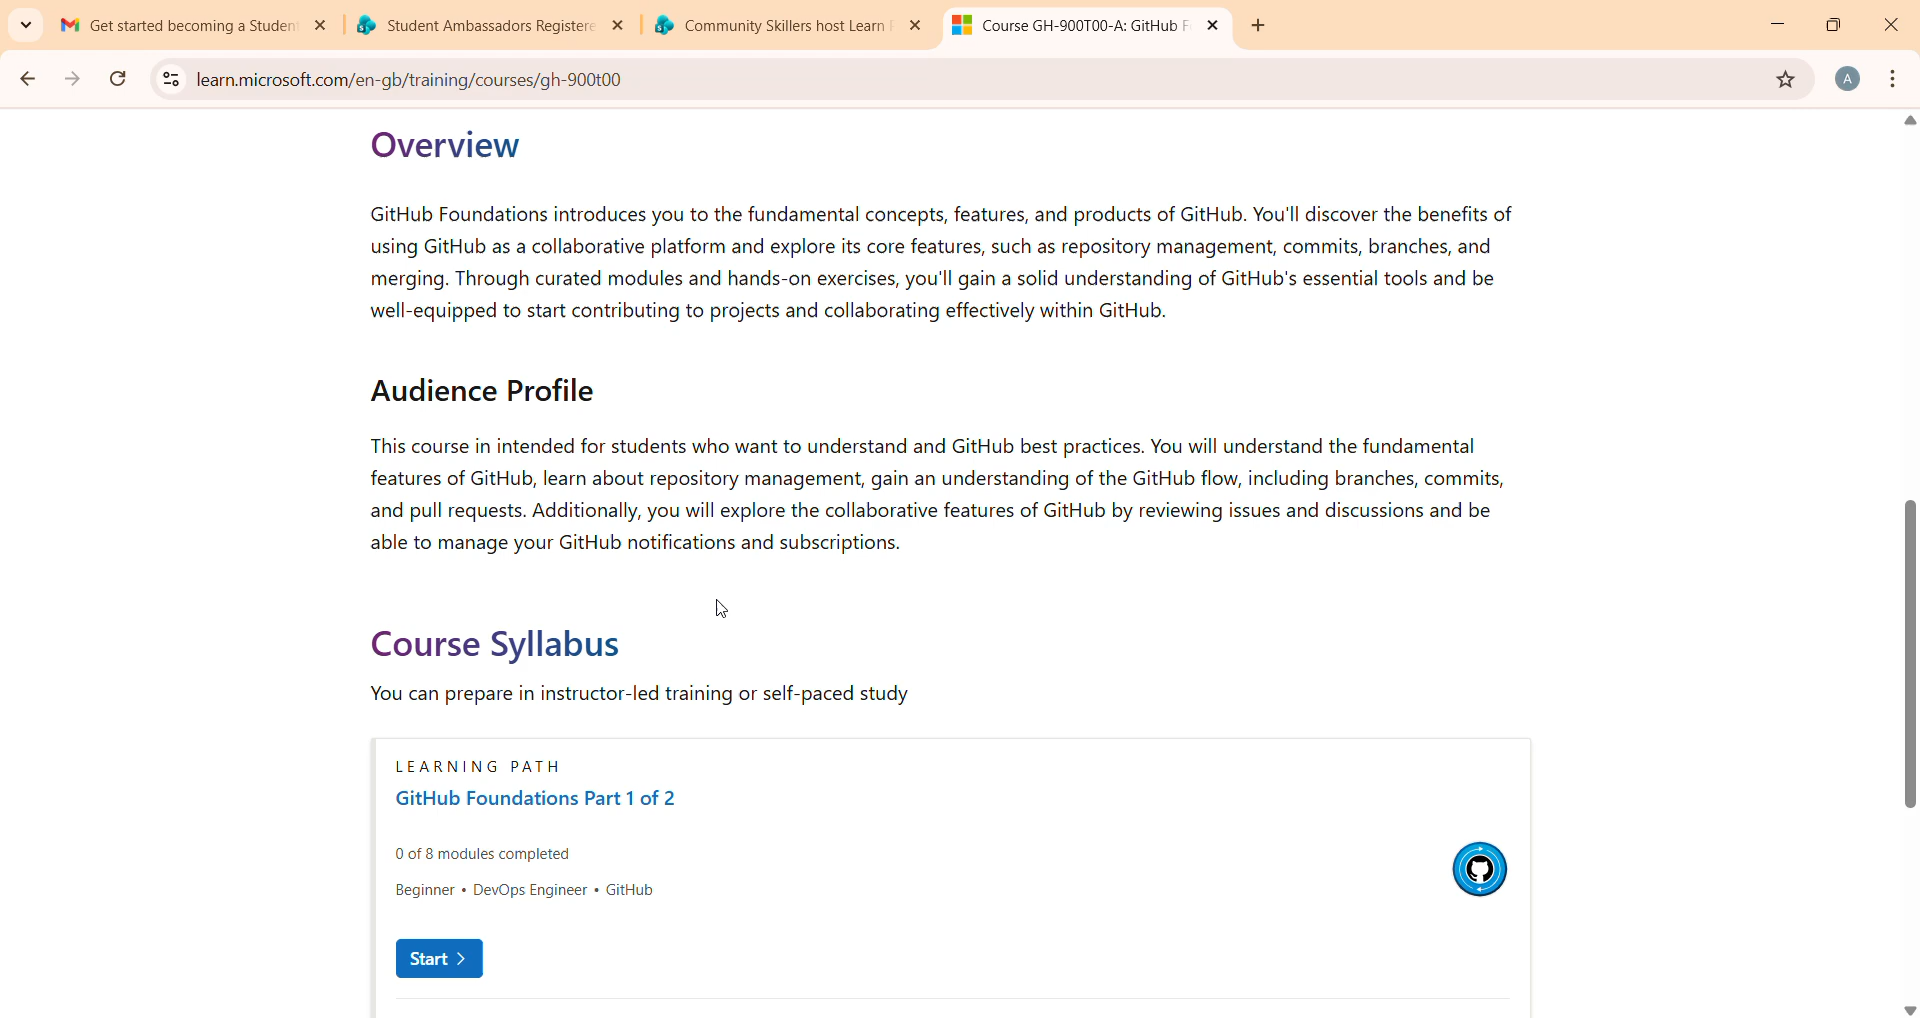 Get started becoming a Studen
Student Ambassadors Registere
Community Skillers host Learn
Course GH-900T00-A: GitHub F
learn.microsoft.com/en-gb/training/courses/gh-900t00
A
Overview
GitHub Foundations introduces you to the fundamental concepts, features, and products of GitHub. You'll discover the benefits of
using GitHub as a collaborative platform and explore its core features, such as repository management, commits, branches, and
merging. Through curated modules and hands-on exercises, you'll gain a solid understanding of GitHub's essential tools and be
well-equipped to start contributing to projects and collaborating effectively within GitHub.
Audience Profile
This course in intended for students who want to understand and GitHub best practices. You will understand the fundamental
features of GitHub, learn about repository management, gain an understanding of the GitHub flow, including branches, commits,
and pull requests. Additionally, you will explore the collaborative features of GitHub by reviewing issues and discussions and be
able to manage your GitHub notifications and subscriptions.
Course Syllabus
You can prepare in instructor-led training or self-paced study
LEARNING PATH
GitHub Foundations Part 1 of 2
0 of 8 modules completed
Beginner • DevOps Engineer • GitHub
Start >